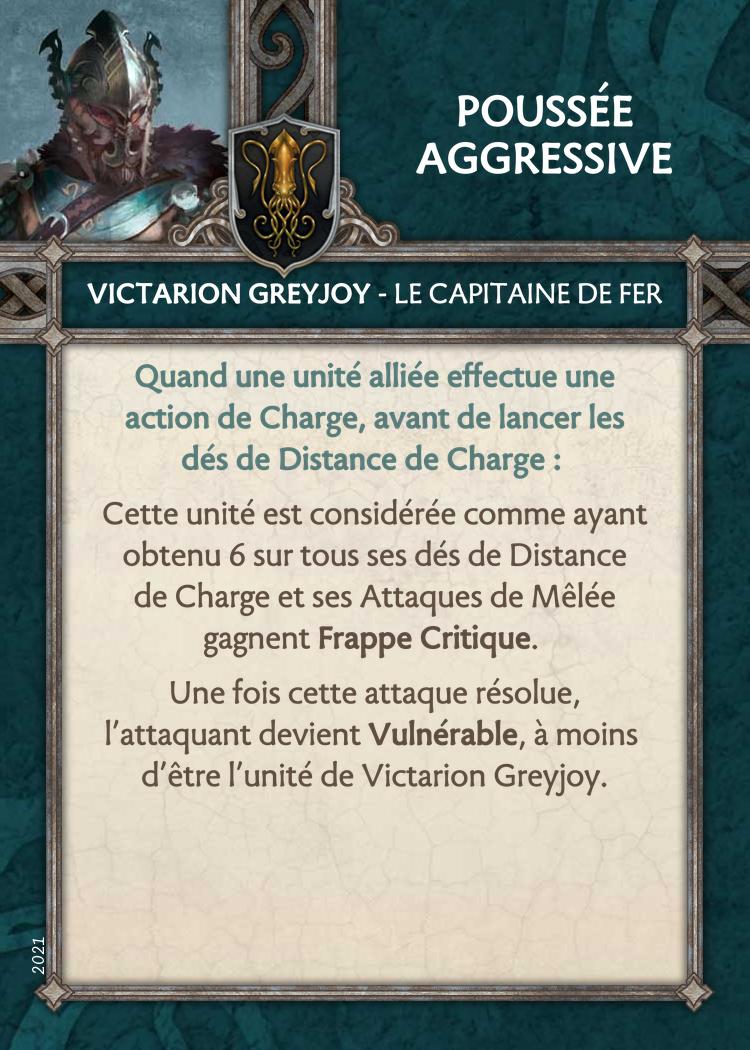 POUSSÉE
AGGRESSIVE
VICTARION GREYJOY - LE CAPITAINE DE FER
Quand une unité alliée effectue une
action de Charge, avant de lancer les
dés de Distance de Charge :
Cette unité est considérée comme ayant
obtenu 6 sur tous ses dés de Distance
de Charge et ses Attaques de Mêlée
gagnent Frappe Critique.
Une fois cette attaque résolue,
l'attaquant devient Vulnérable, à moins
d'être l'unité de Victarion Greyjoy.
2021